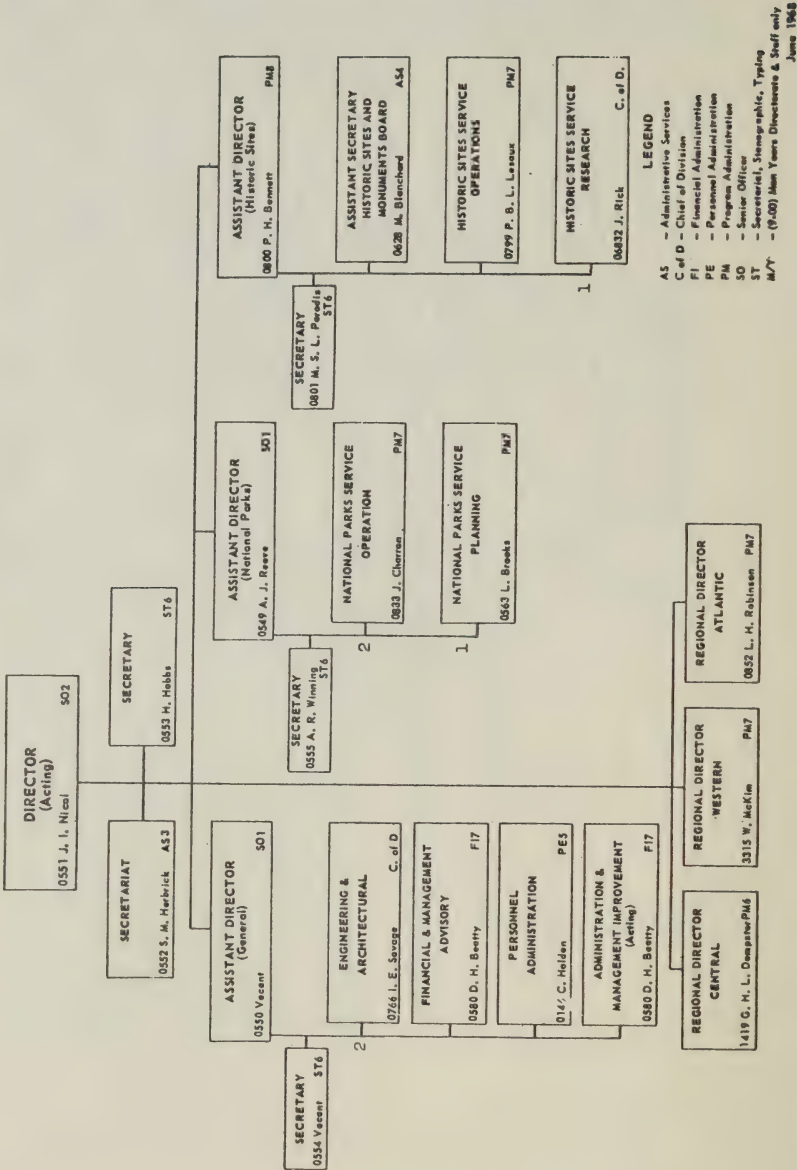 DIRECTOR
(Acting)
0551 J. I. Nicol SO2
SECRETARIAT
0552 S. M. Herbrick AS3
SECRETARY
0553 H. Hobbs ST6
ASSISTANT DIRECTOR
(General)
0550 Vacant SO1
SECRETARY
0554 Vacant ST6
2
ENGINEERING &
ARCHITECTURAL
0766 I. E. Savage C. of D
FINANCIAL & MANAGEMENT
ADVISORY
0580 D. H. Beatty FI7
PERSONNEL
ADMINISTRATION
C. Holden PE5
ADMINISTRATION &
MANAGEMENT IMPROVEMENT
(Acting)
0580 D. H. Beatty FI7
ASSISTANT DIRECTOR
(National Parks)
0549 A. J. Reeve SO1
SECRETARY
0555 A. R. Winning
ST6
2
NATIONAL PARKS SERVICE
OPERATION
0833 J. Charron PM7
1
NATIONAL PARKS SERVICE
PLANNING
0563 L. Brooks PM7
ASSISTANT DIRECTOR
(Historic Sites)
0800 P. H. Bennett PM8
SECRETARY
0801 M. S. L. Paradis
ST6
ASSISTANT SECRETARY
HISTORIC SITES AND
MONUMENTS BOARD
0628 M. Blanchard AS4
HISTORIC SITES SERVICE
OPERATIONS
0799 P. B. L. Lesaux PM7
1
HISTORIC SITES SERVICE
RESEARCH
06832 J. Rick C. of D.
REGIONAL DIRECTOR
CENTRAL
1419 G. H. L. Dempster PM6
REGIONAL DIRECTOR
WESTERN
3315 W. McKim PM7
REGIONAL DIRECTOR
ATLANTIC
0852 L. H. Robinson PM7
LEGEND
AS - Administrative Services
C of D - Chief of Division
FI - Financial Administration
PE - Personnel Administration
PM - Program Administration
SO - Senior Officer
ST - Secretarial, Stenographic, Typing
M/Y - (9.00) Man Years Directorate & Staff only
June 1968